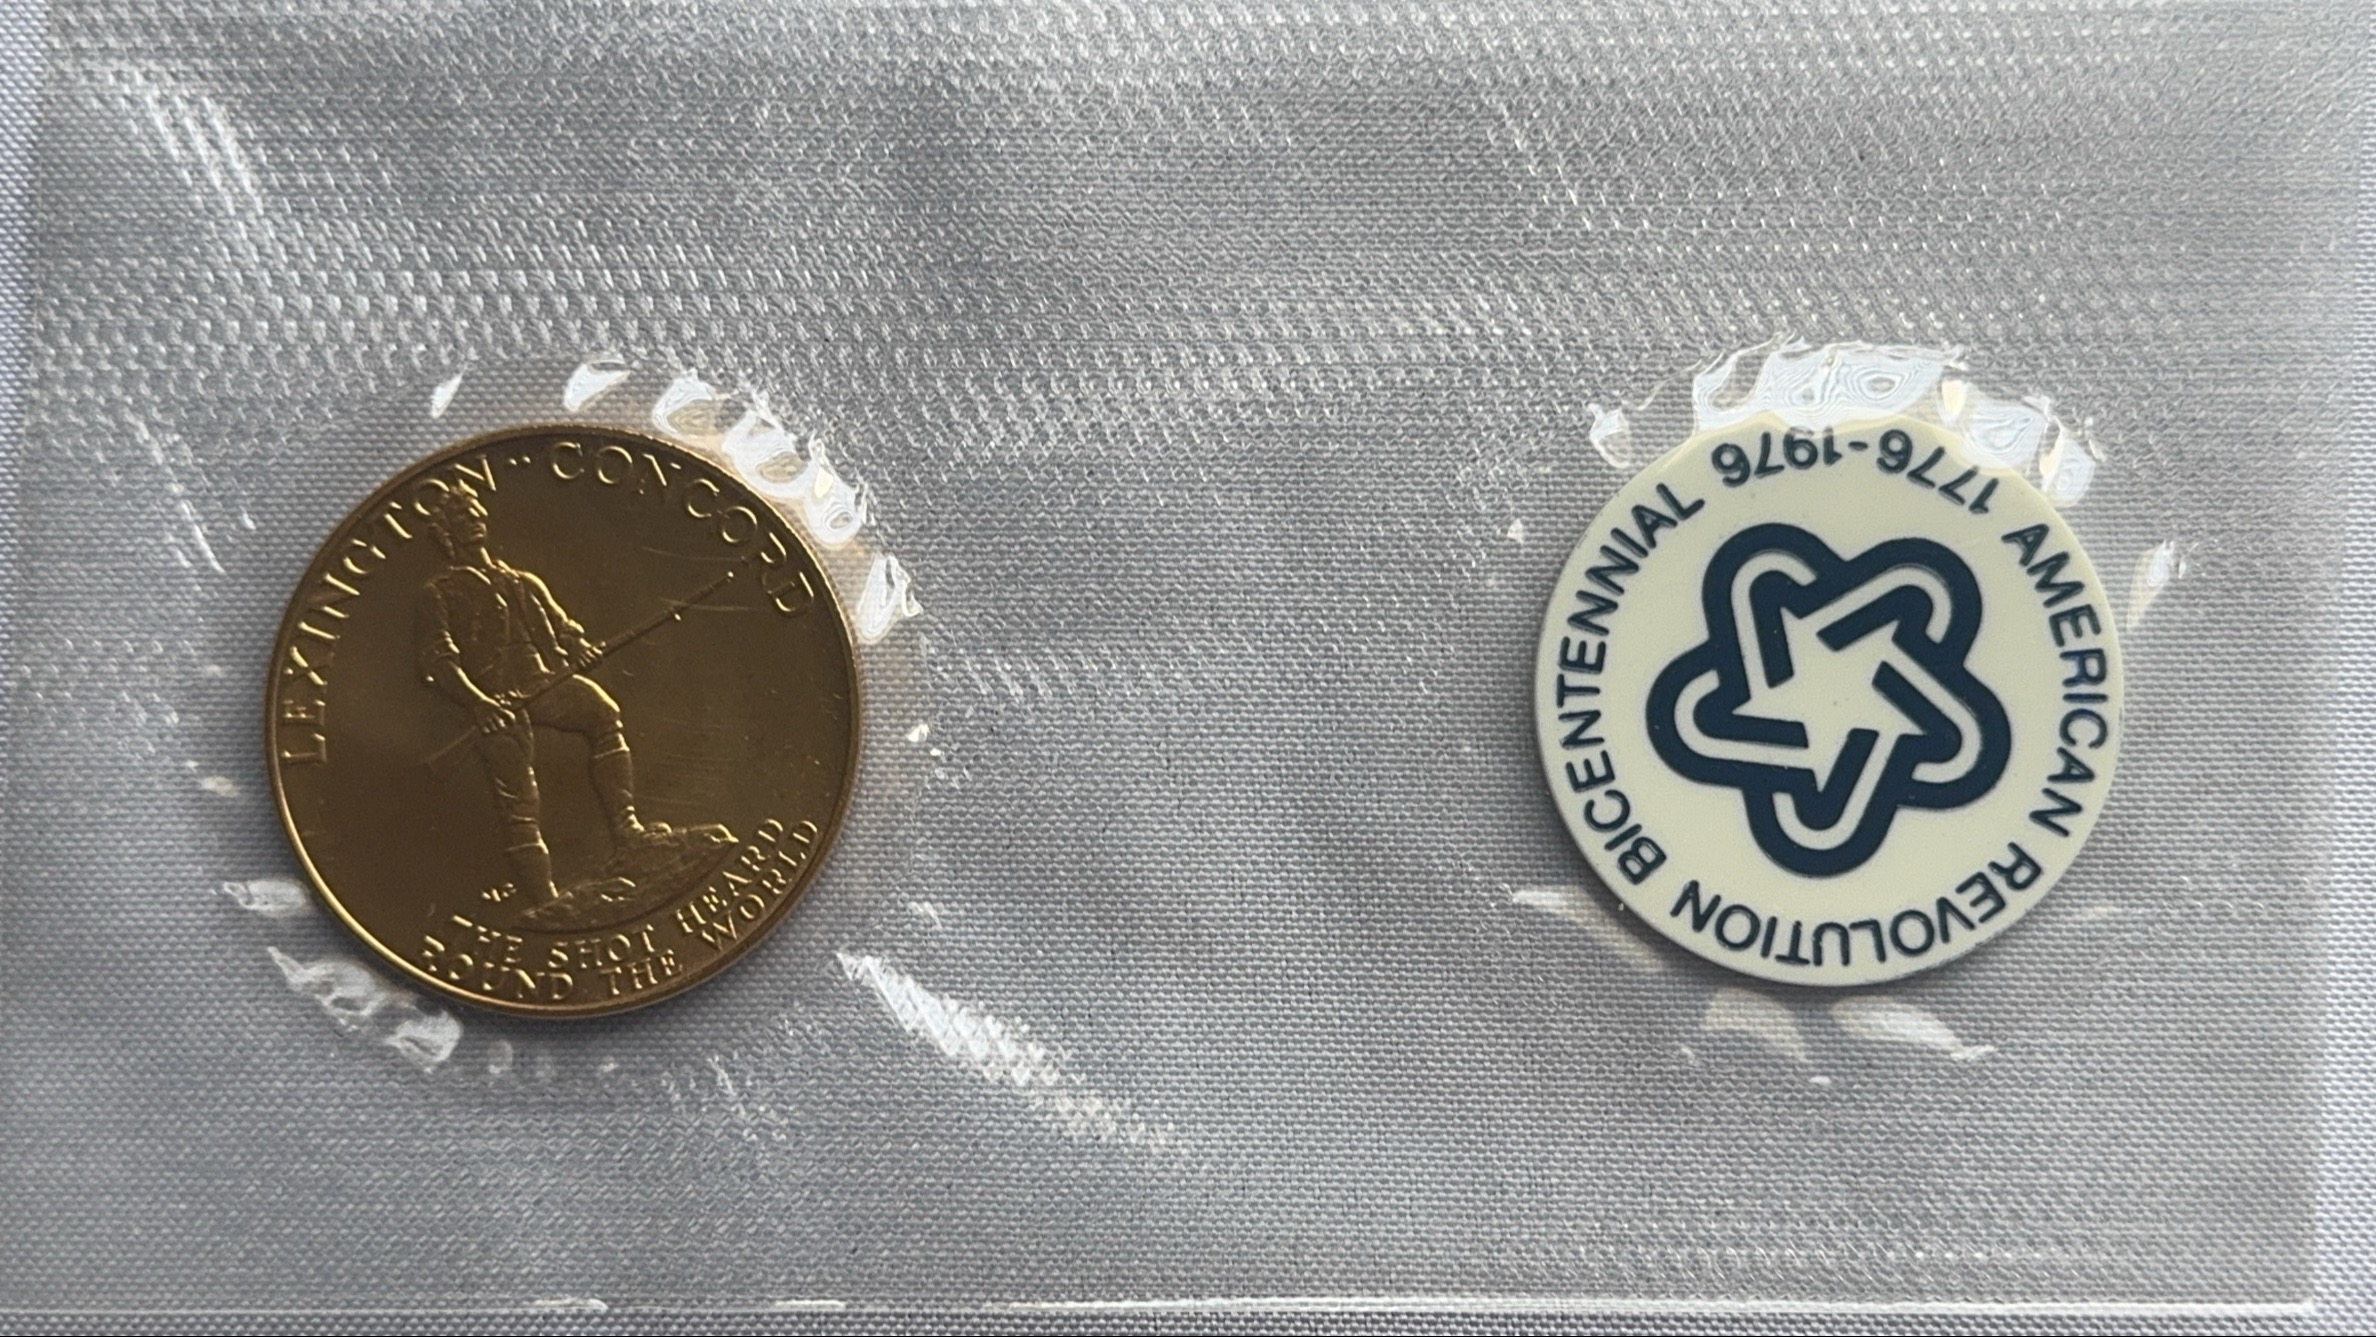 LEXINGTON·· CONCORD
THE SHOT HEARD
ROUND THE WORLD
AMERICAN REVOLUTION BICENTENNIAL
1776-1976